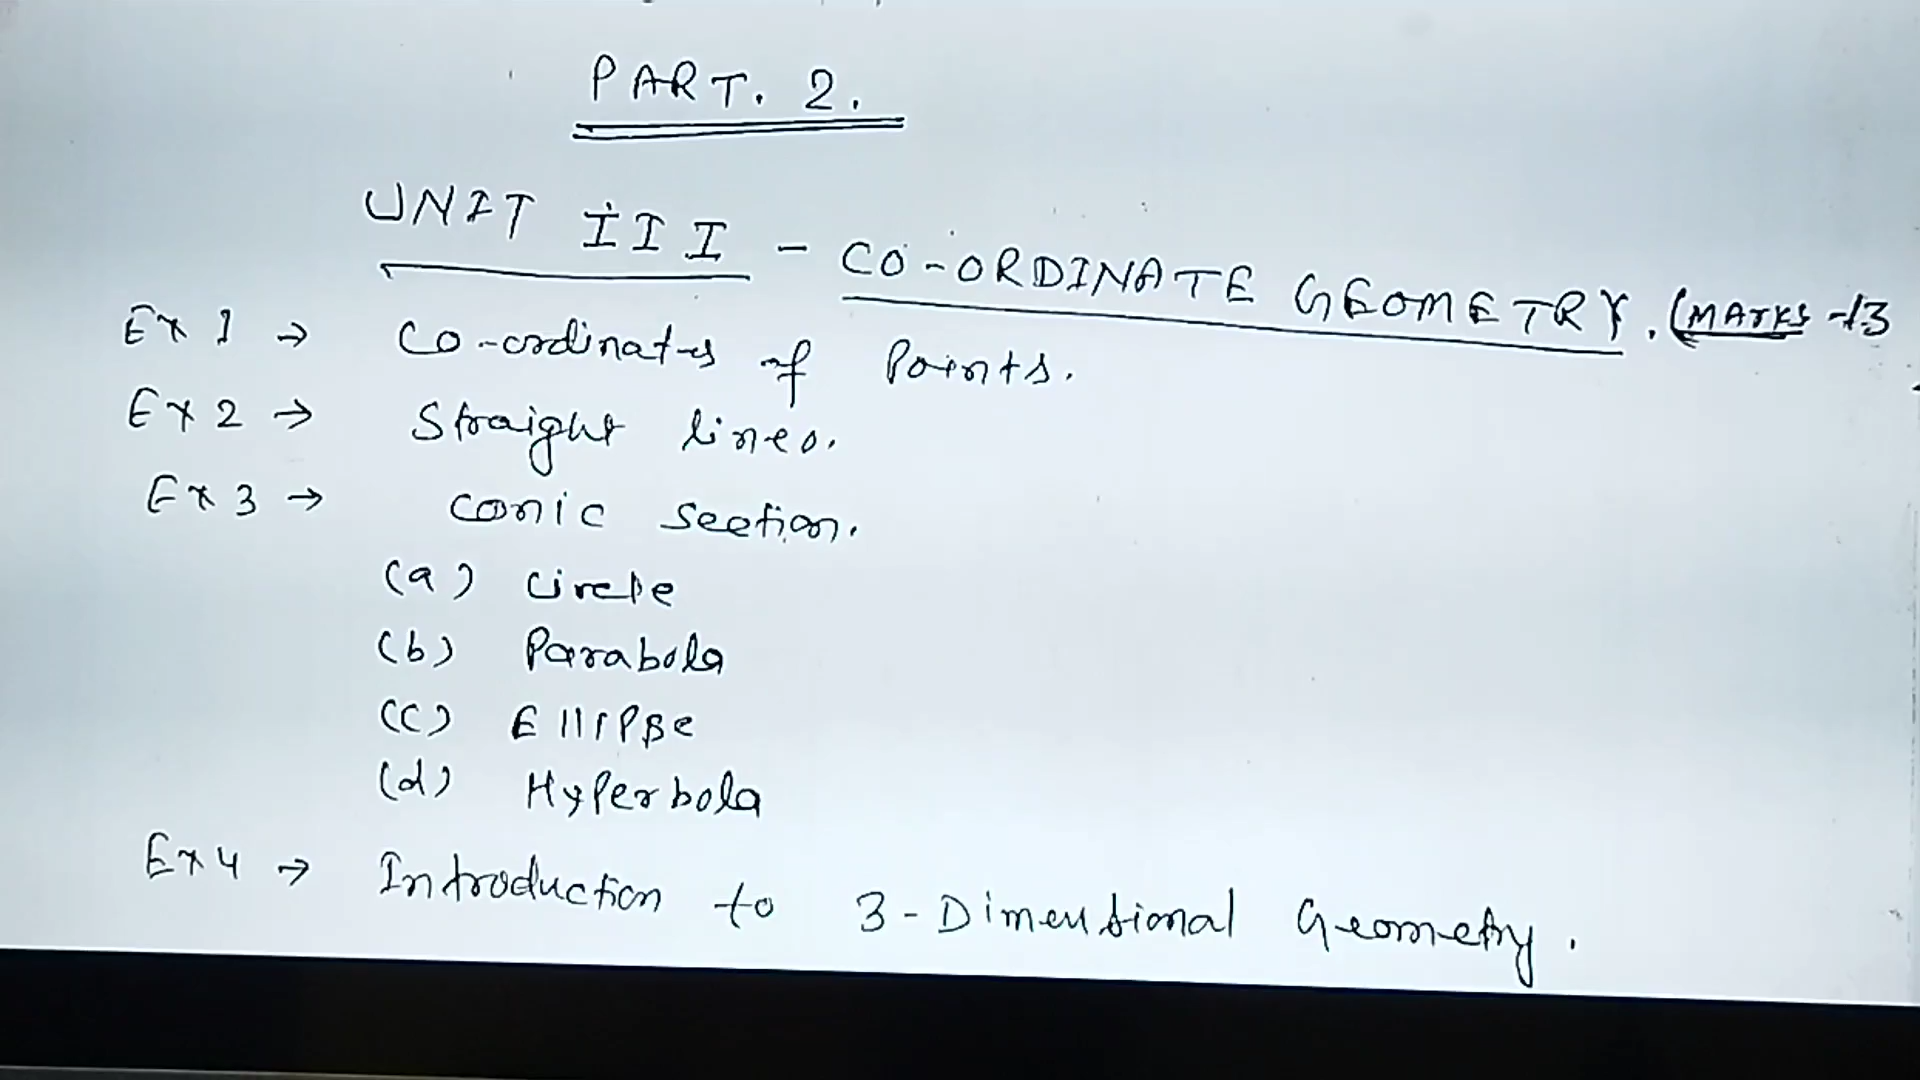 PART. 2.
UNIT III - CO-ORDINATE GEOMETRY. (MARKS -13
Ex 1 → Co-ordinates of Points.
Ex 2 → Straight lines.
Ex 3 → conic section.
(a) circle
(b) Parabola
(c) Ellipse
(d) Hyperbola
Ex 4 → Introduction to 3-Dimensional Geometry.